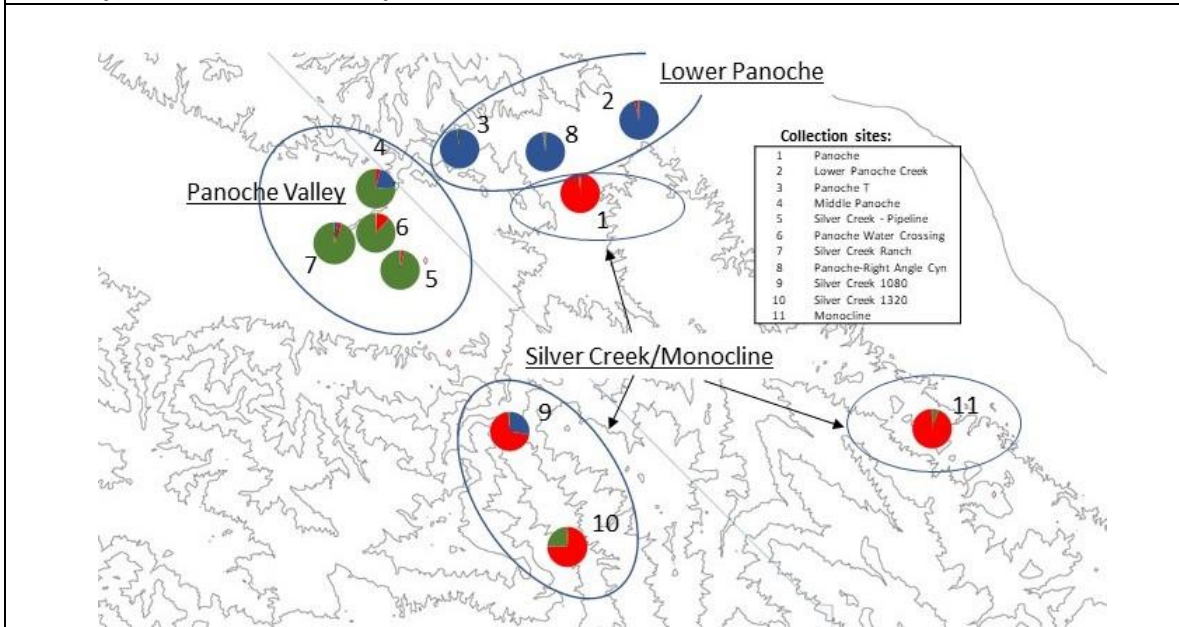 Lower Panoche
2
3
8
4
Panoche Valley
1
6
7
5
Collection sites:
1 Panoche
2 Lower Panoche Creek
3 Panoche T
4 Middle Panoche
5 Silver Creek - Pipeline
6 Panoche Water Crossing
7 Silver Creek Ranch
8 Panoche-Right Angle Cyn
9 Silver Creek 1080
10 Silver Creek 1320
11 Monocline
Silver Creek/Monocline
9
11
10